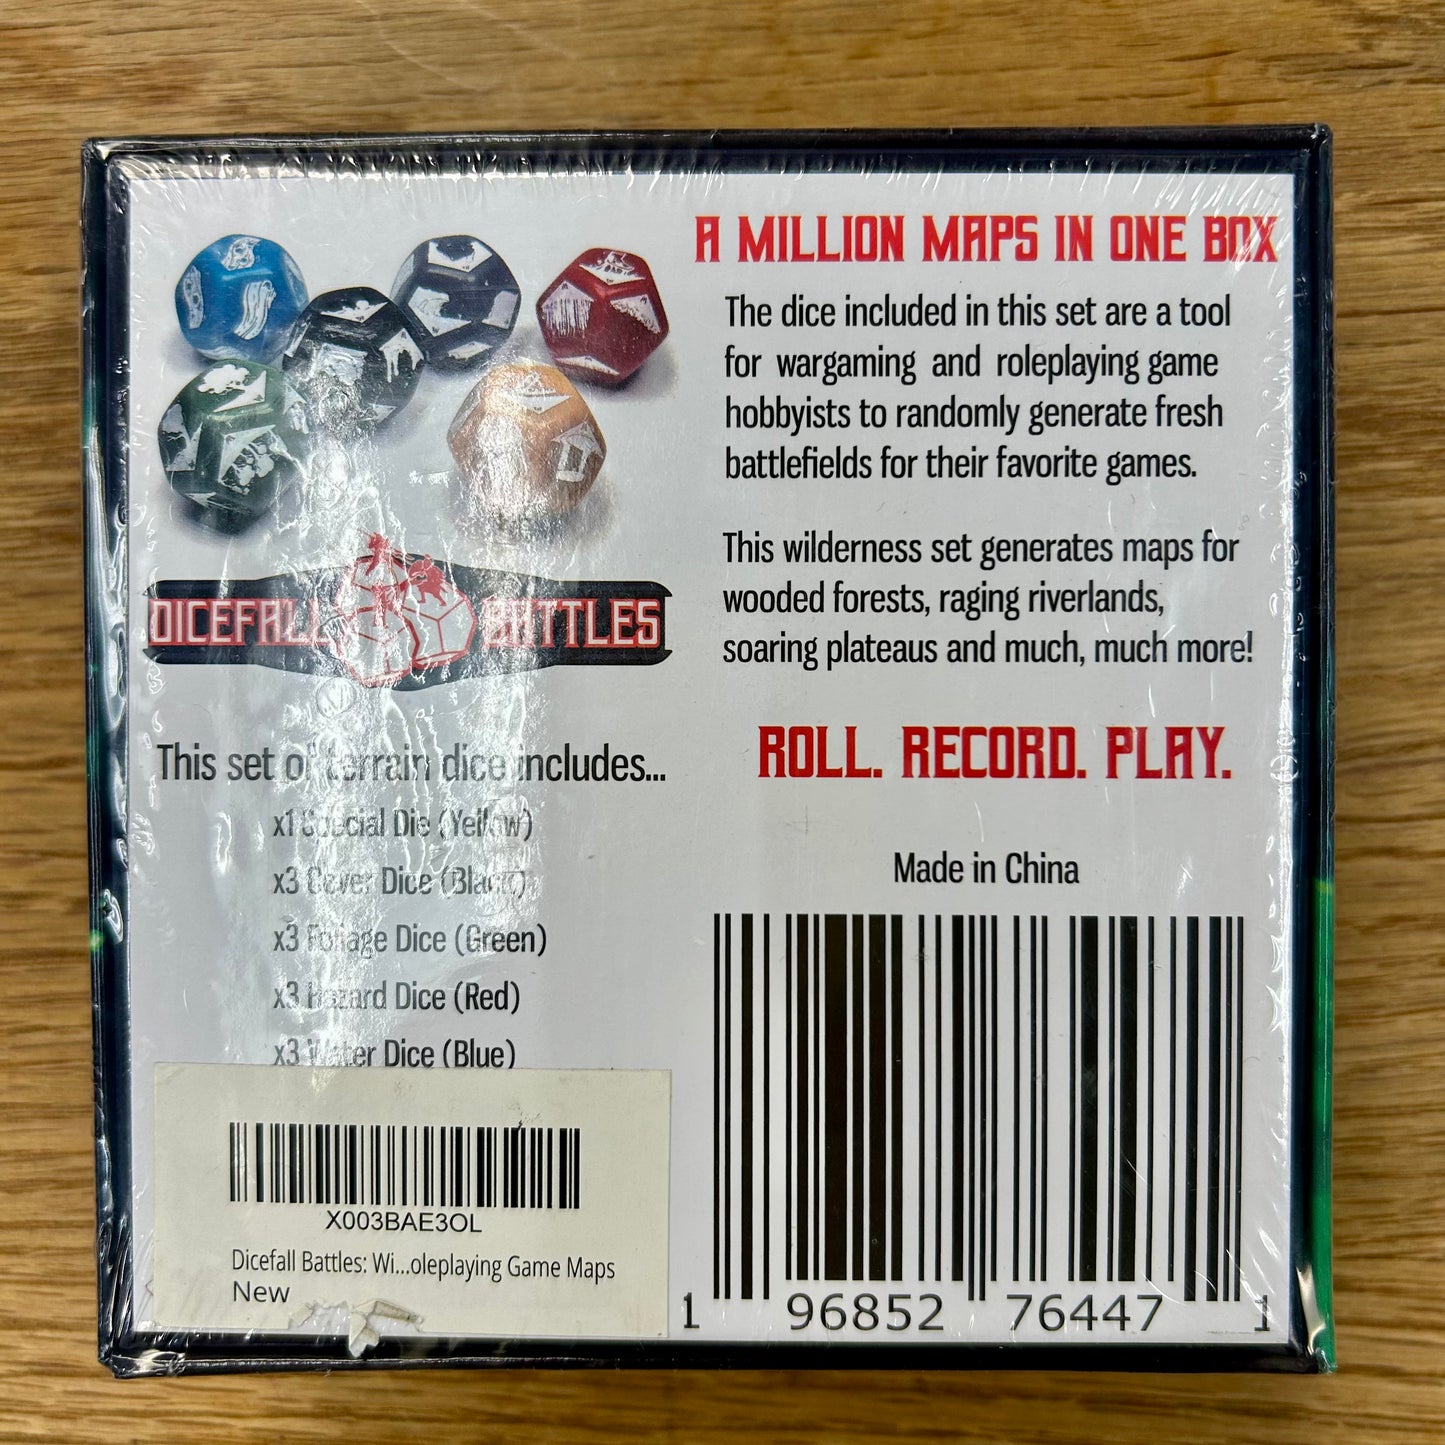 A MILLION MAPS IN ONE BOX
The dice included in this set are a tool
for wargaming and roleplaying game
hobbyists to randomly generate fresh
battlefields for their favorite games.
This wilderness set generates maps for
wooded forests, raging riverlands,
soaring plateaus and much, much more!
ROLL. RECORD. PLAY.
Made in China
1 96852 76447 1
DICEFALL BATTLES
This set of terrain dice includes...
x1 Special Die (Yellow)
x3 Cover Dice (Black)
x3 Foliage Dice (Green)
x3 Hazard Dice (Red)
x3 Water Dice (Blue)
X003BAE3OL
Dicefall Battles: Wi...oleplaying Game Maps
New